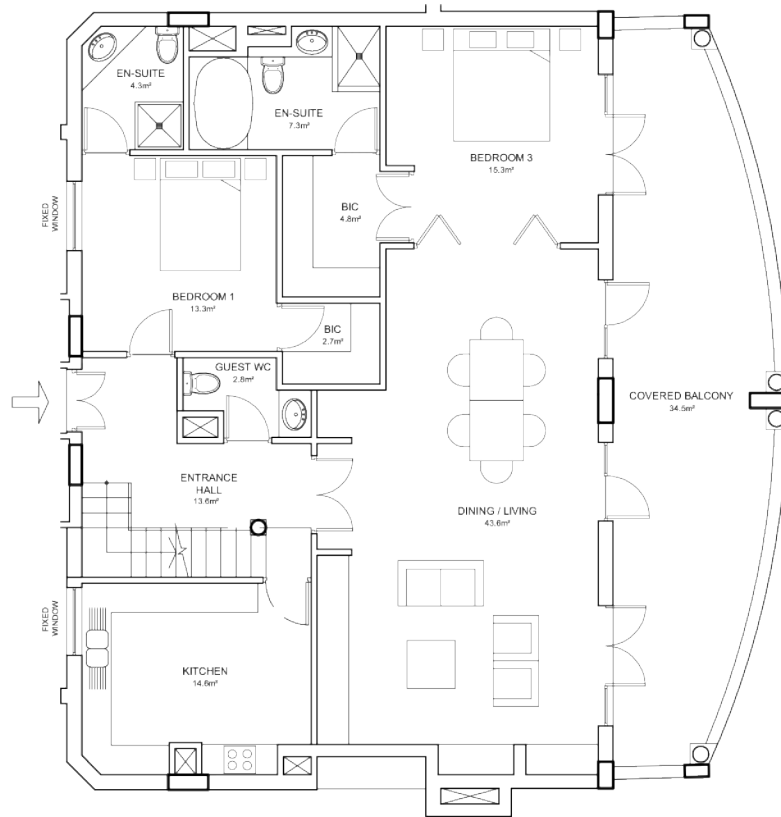 EN-SUITE
4.3m²
EN-SUITE
7.3m²
BEDROOM 3
15.3m²
FIXED
WINDOW
BIC
4.8m²
BEDROOM 1
13.3m²
BIC
2.7m²
GUEST WC
2.8m²
COVERED BALCONY
34.5m²
ENTRANCE
HALL
13.6m²
DINING / LIVING
43.6m²
FIXED
WINDOW
KITCHEN
14.6m²